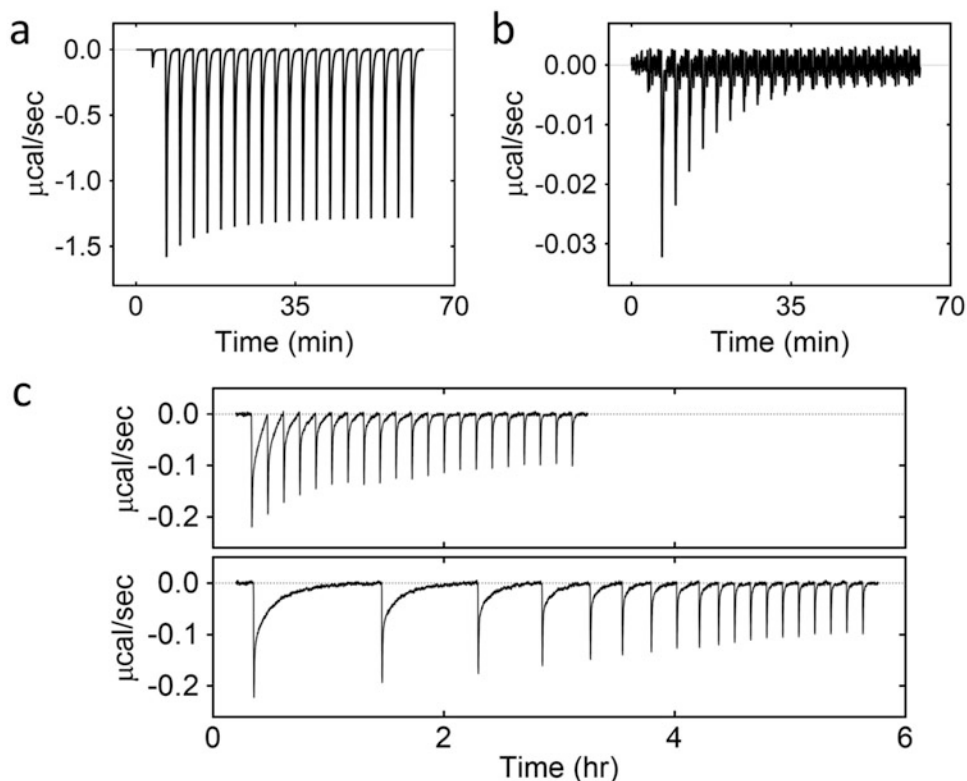 a
μcal/sec
0.0
-0.5
-1.0
-1.5
0 35 70
Time (min)
b
μcal/sec
0.00
-0.01
-0.02
-0.03
0 35 70
Time (min)
c
μcal/sec
0.0
-0.1
-0.2
μcal/sec
0.0
-0.1
-0.2
0 2 4 6
Time (hr)